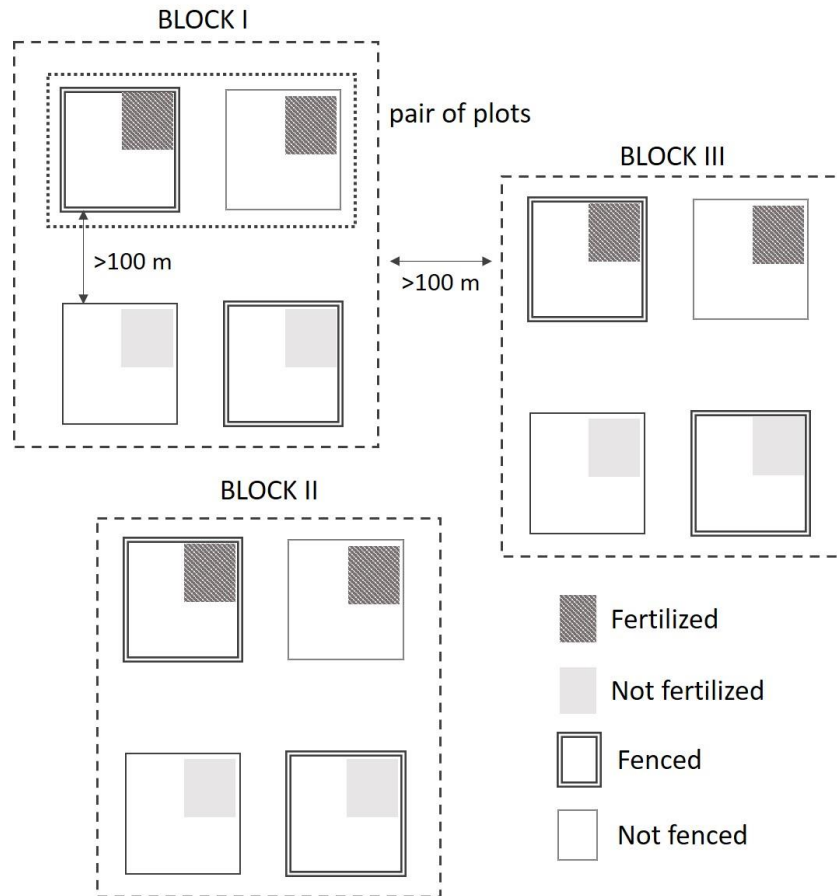 BLOCK I
pair of plots
BLOCK III
>100 m
>100 m
BLOCK II
Fertilized
Not fertilized
Fenced
Not fenced